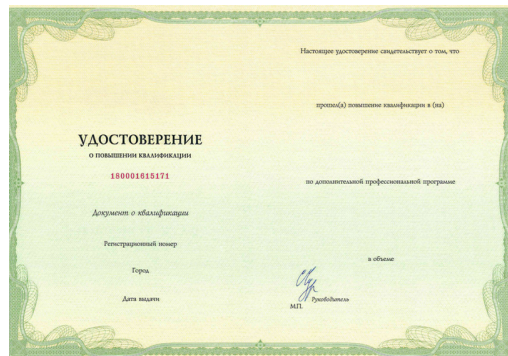 УДОСТОВЕРЕНИЕ
О ПОВЫШЕНИИ КВАЛИФИКАЦИИ
180001615171
Документ о квалификации
Регистрационный номер
Город
Дата выдачи
Настоящее удостоверение свидетельствует о том, что
прошел(а) повышение квалификации в (на)
по дополнительной профессиональной программе
в объеме
Руководитель
М.П.